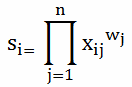 n
Si= ∏ Xij^wj
j=1